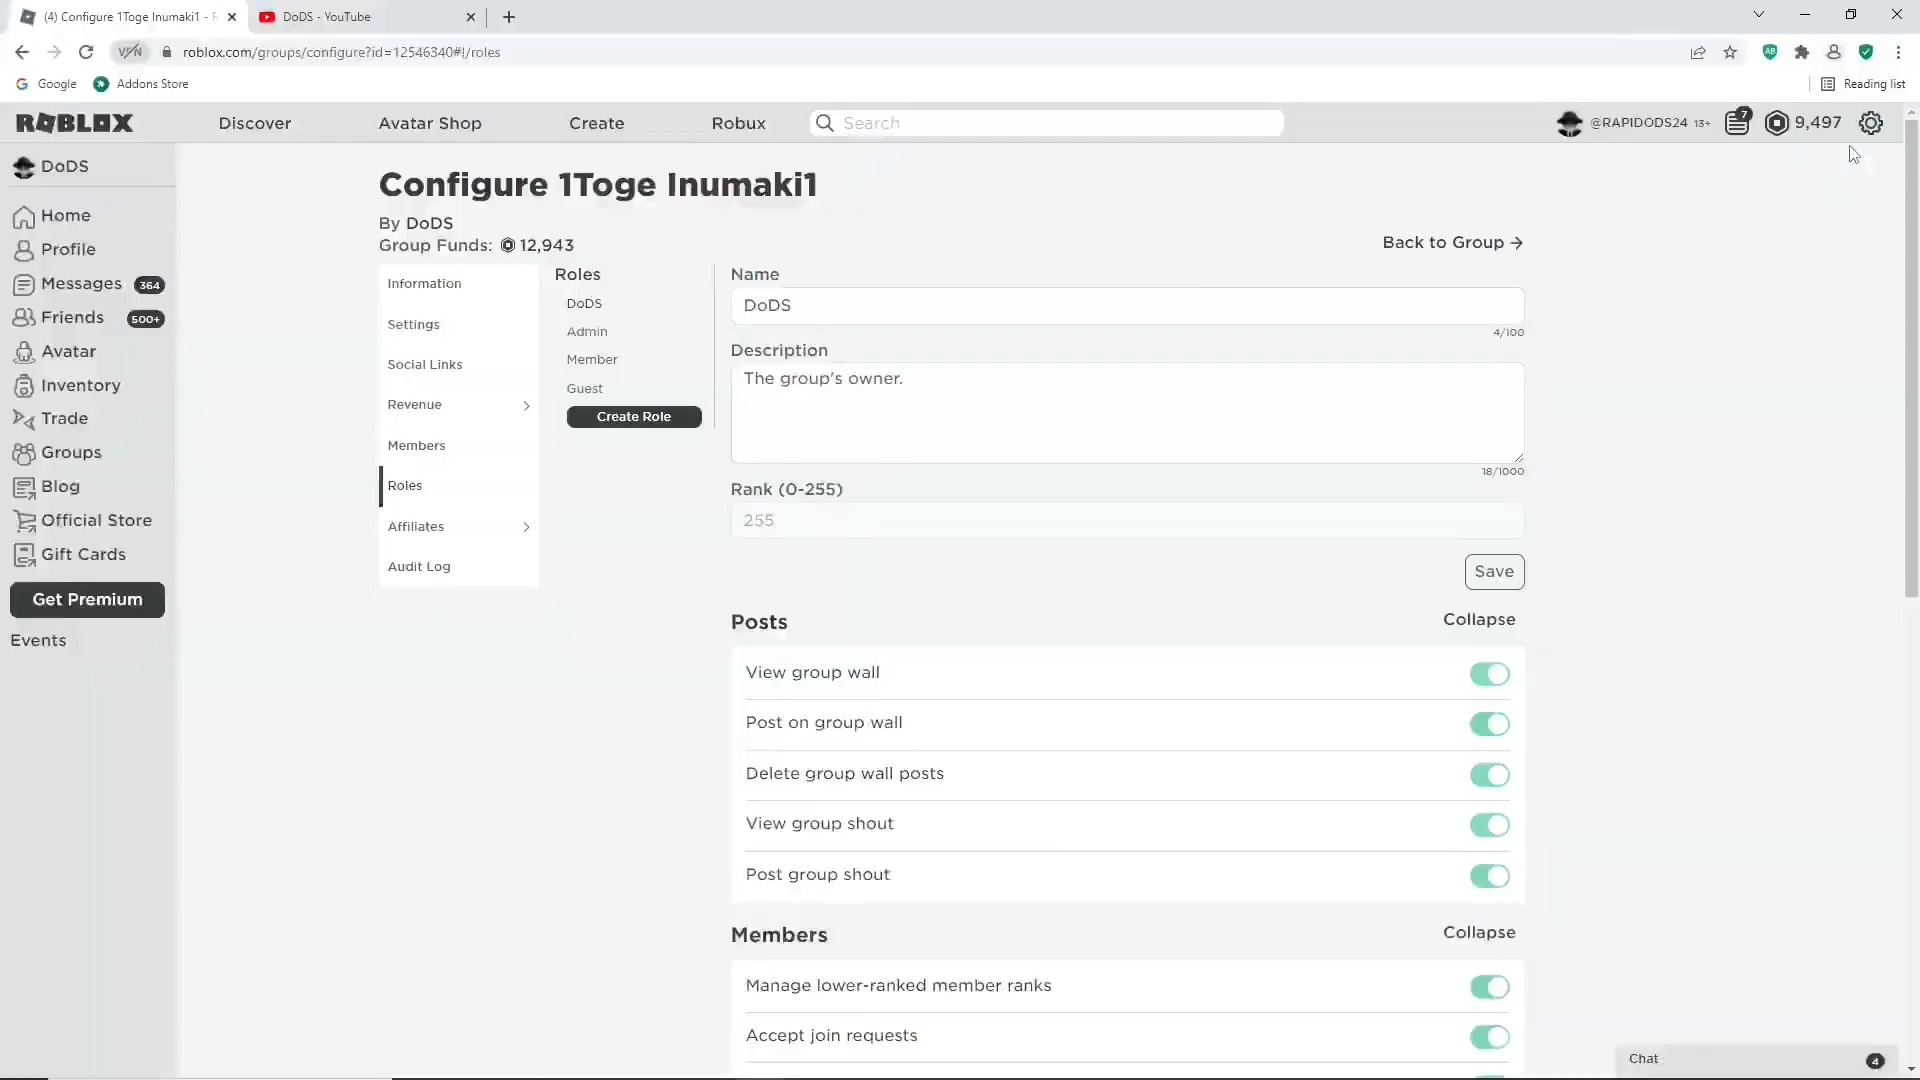 (4) Configure 1Toge Inumaki1 -
DoDS - YouTube
VPN
roblox.com/groups/configure?id=12546340#!/roles
Google
Addons Store
Reading list
ROBLOX
Discover
Avatar Shop
Create
Robux
Search
@RAPIDODS24 13+
7
9,497
DoDS
Home
Profile
Messages 364
Friends 500+
Avatar
Inventory
Trade
Groups
Blog
Official Store
Gift Cards
Get Premium
Events
Configure 1Toge Inumaki1
By DoDS
Group Funds: 12,943
Back to Group →
Information
Settings
Social Links
Revenue
Members
Roles
Affiliates
Audit Log
Roles
DoDS
Admin
Member
Guest
Create Role
Name
DoDS
4/100
Description
The group's owner.
18/1000
Rank (0-255)
255
Save
Posts
Collapse
View group wall
Post on group wall
Delete group wall posts
View group shout
Post group shout
Members
Collapse
Manage lower-ranked member ranks
Accept join requests
Chat
4